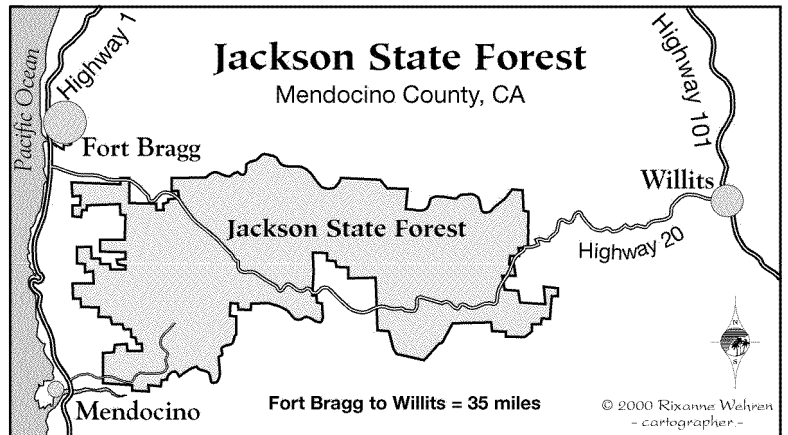 Jackson State Forest
Mendocino County, CA
Highway 1
Highway 101
Pacific Ocean
Fort Bragg
Willits
Jackson State Forest
Highway 20
N
S
Fort Bragg to Willits = 35 miles
Mendocino
© 2000 Rixanne Wehren
- cartographer -